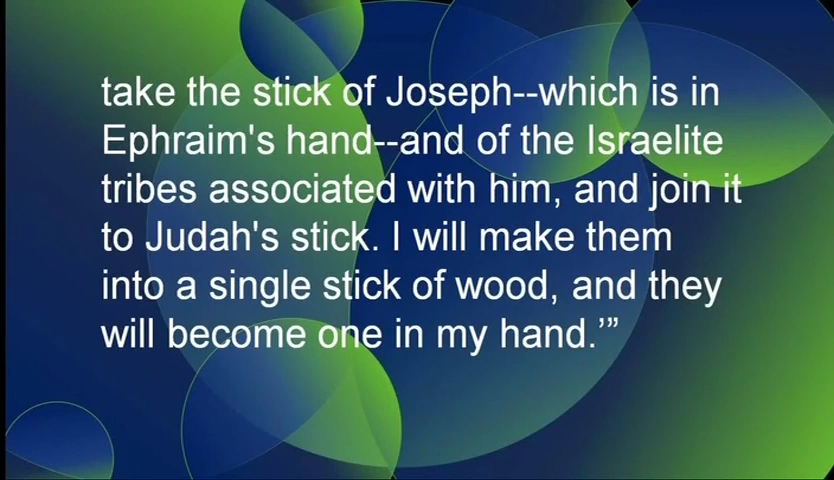 take the stick of Joseph--which is in
Ephraim's hand--and of the Israelite
tribes associated with him, and join it
to Judah's stick. I will make them
into a single stick of wood, and they
will become one in my hand.’”